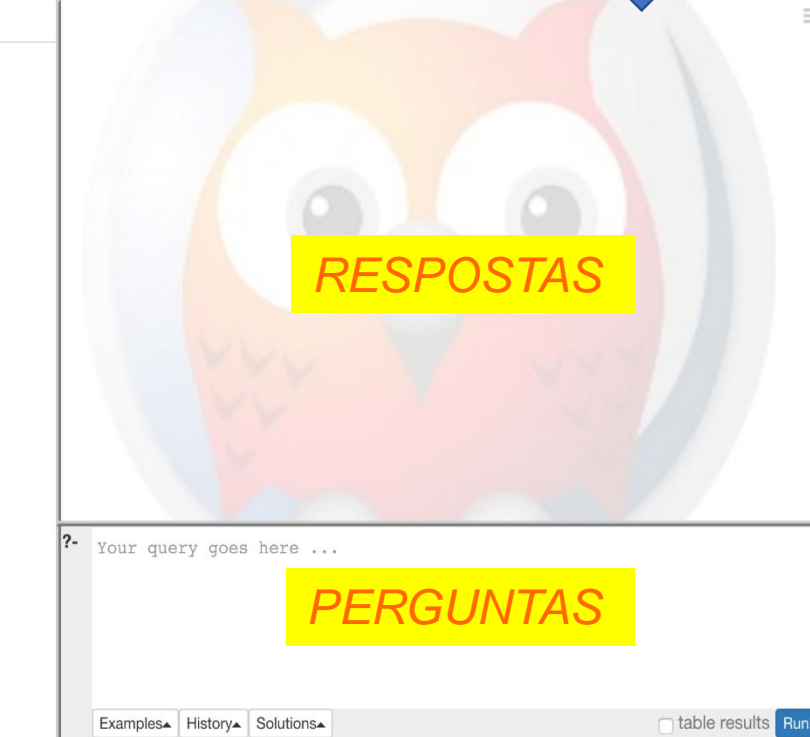 RESPOSTAS
?- Your query goes here ...
PERGUNTAS
Examples History Solutions table results Run